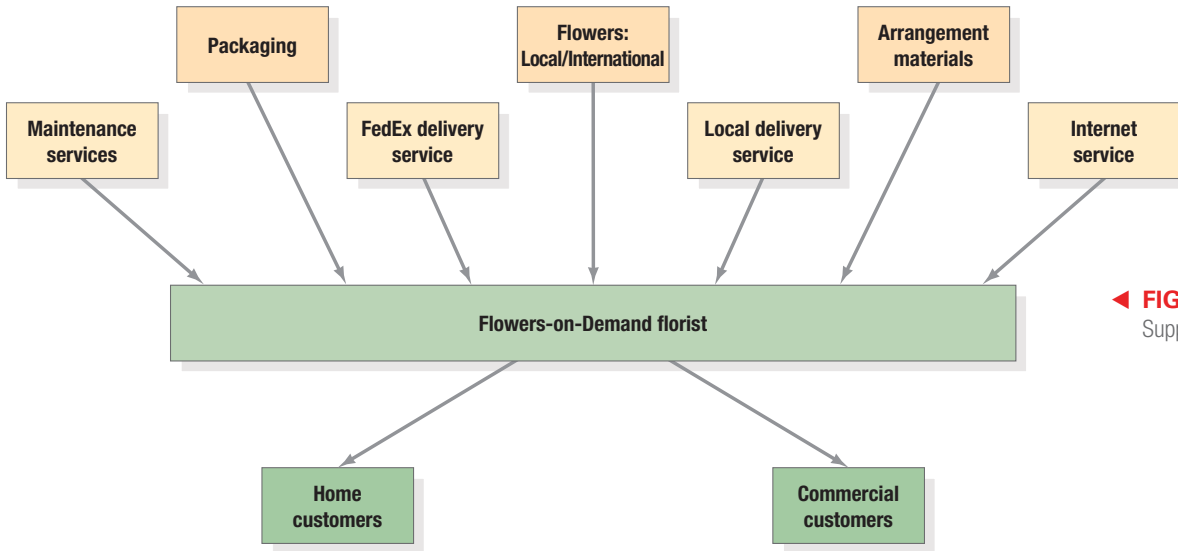 Packaging
Flowers:
Local/International
Arrangement
materials
Maintenance
services
FedEx delivery
service
Local delivery
service
Internet
service
Flowers-on-Demand florist
◀ FIG
Supp
Home
customers
Commercial
customers